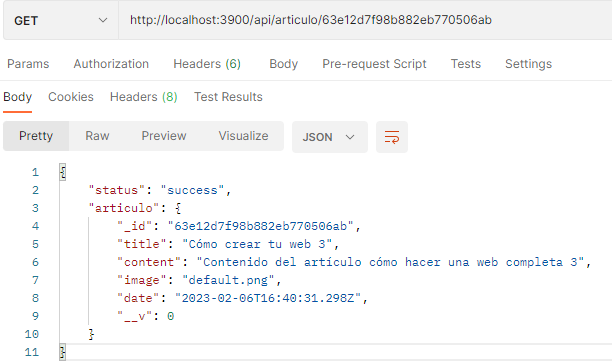 GET http://localhost:3900/api/articulo/63e12d7f98b882eb770506ab
Params Authorization Headers (6) Body Pre-request Script Tests Settings
Body Cookies Headers (8) Test Results
Pretty Raw Preview Visualize JSON
1 {
2 "status": "success",
3 "articulo": {
4 "_id": "63e12d7f98b882eb770506ab",
5 "title": "Cómo crear tu web 3",
6 "content": "Contenido del artículo cómo hacer una web completa 3",
7 "image": "default.png",
8 "date": "2023-02-06T16:40:31.298Z",
9 "__v": 0
10 }
11 }